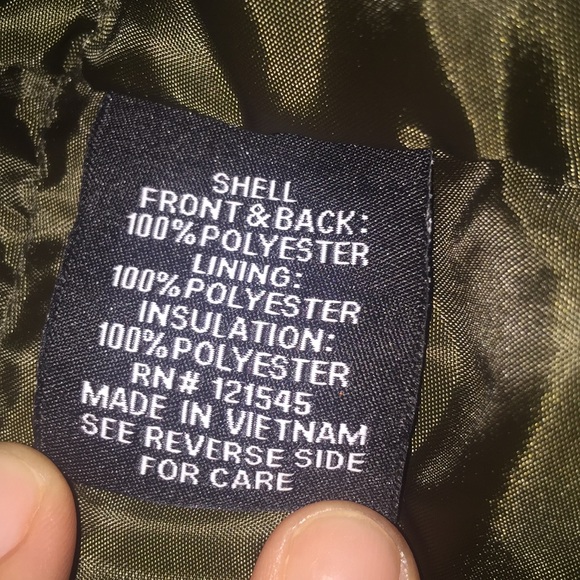 SHELL
FRONT & BACK:
100% POLYESTER
LINING:
100% POLYESTER
INSULATION:
100% POLYESTER
RN# 121545
MADE IN VIETNAM
SEE REVERSE SIDE
FOR CARE